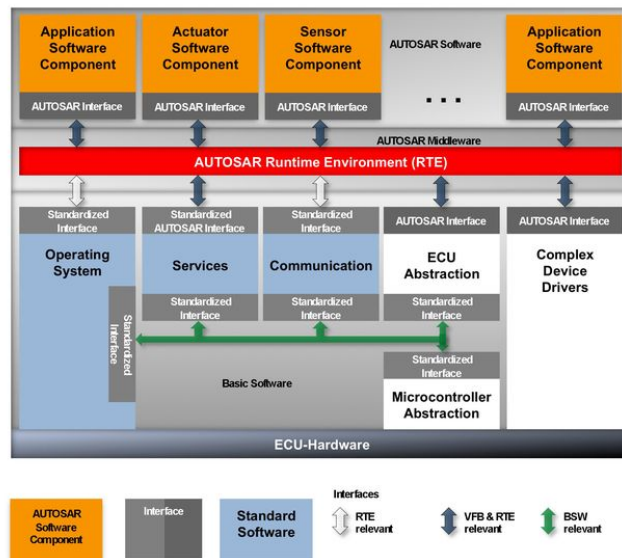 Application
Software
Component
AUTOSAR Interface
Actuator
Software
Component
AUTOSAR Interface
Sensor
Software
Component
AUTOSAR Interface
AUTOSAR Software
...
Application
Software
Component
AUTOSAR Interface
AUTOSAR Middleware
AUTOSAR Runtime Environment (RTE)
Standardized
Interface
Operating
System
Standardized
Interface
Standardized
AUTOSAR Interface
Services
Standardized
Interface
Standardized
Interface
Communication
Standardized
Interface
AUTOSAR Interface
ECU
Abstraction
Standardized
Interface
Standardized
Interface
Microcontroller
Abstraction
AUTOSAR Interface
Complex
Device
Drivers
Basic Software
ECU-Hardware
AUTOSAR
Software
Component
Interface
Standard
Software
Interfaces
RTE
relevant
VFB & RTE
relevant
BSW
relevant